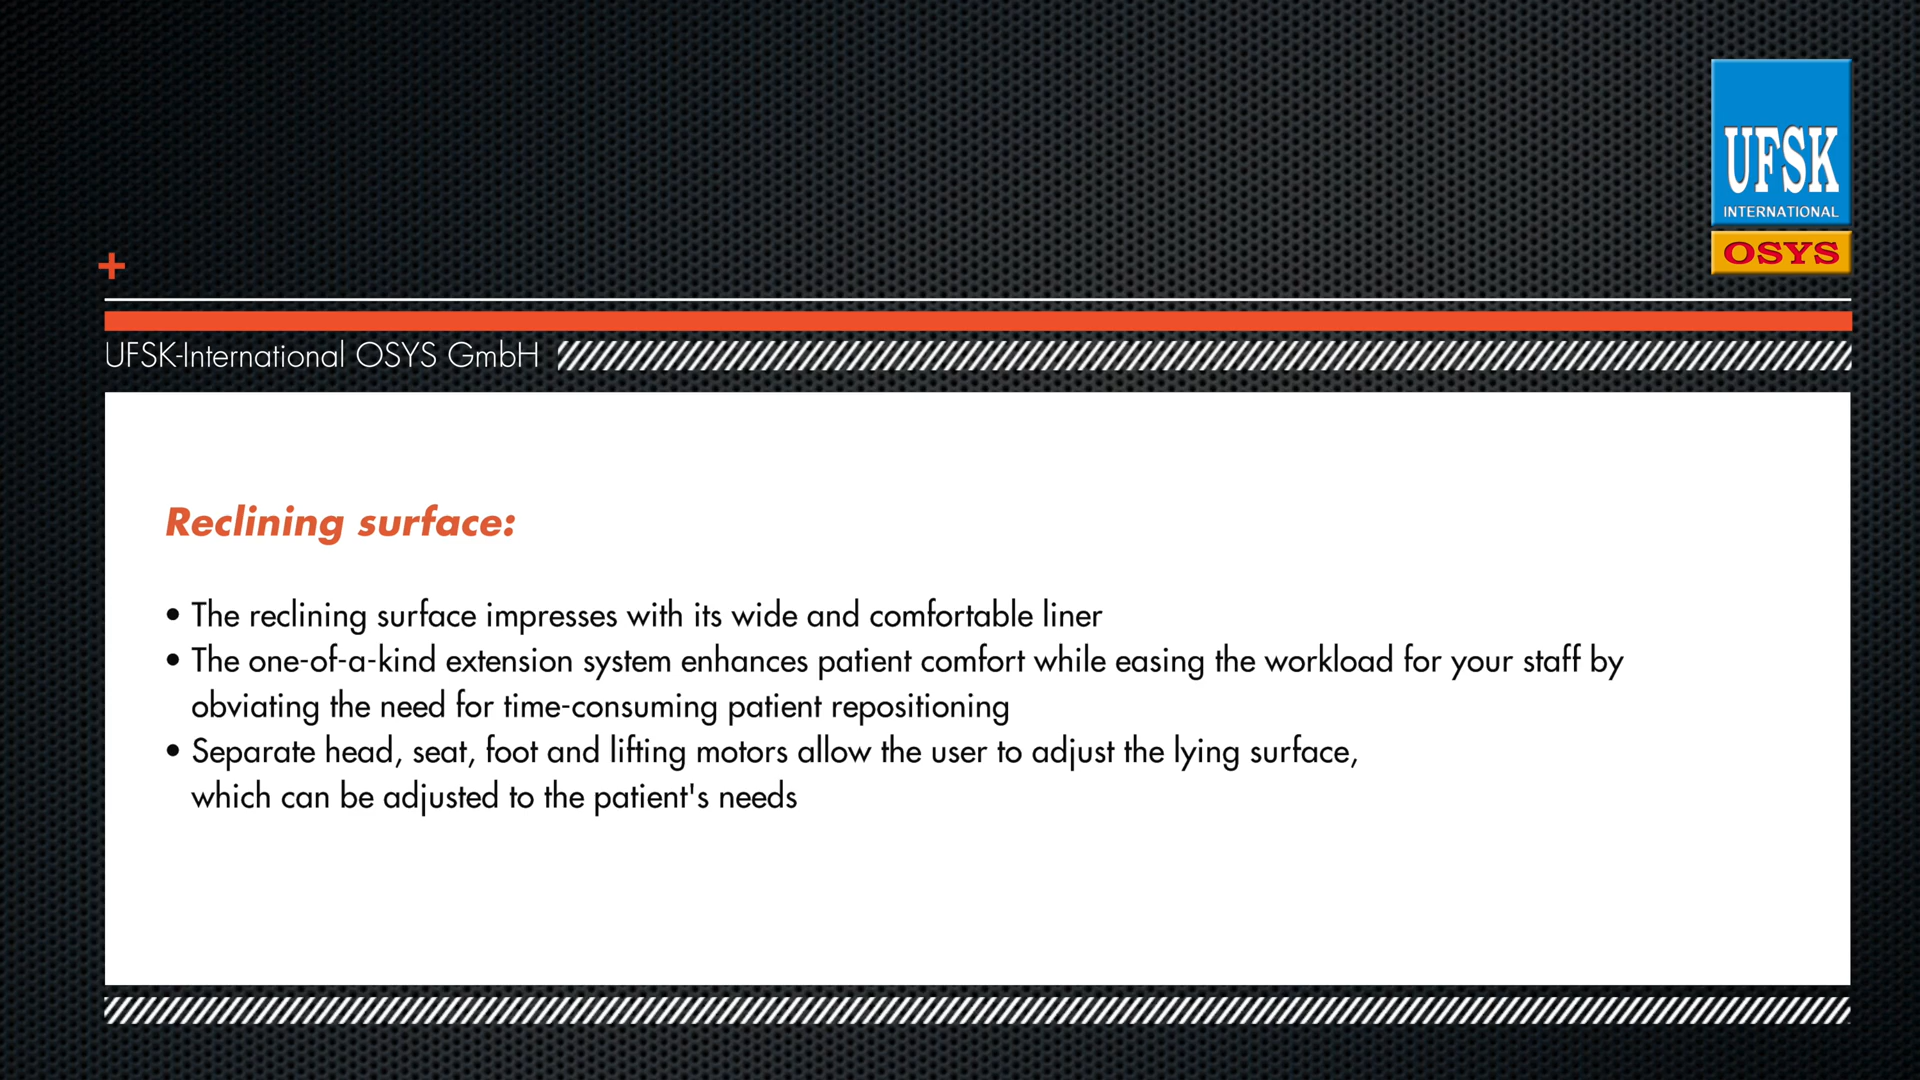 UFSK
INTERNATIONAL
OSYS
+
UFSK-International OSYS GmbH
Reclining surface:
• The reclining surface impresses with its wide and comfortable liner
• The one-of-a-kind extension system enhances patient comfort while easing the workload for your staff by
obviating the need for time-consuming patient repositioning
• Separate head, seat, foot and lifting motors allow the user to adjust the lying surface,
which can be adjusted to the patient's needs